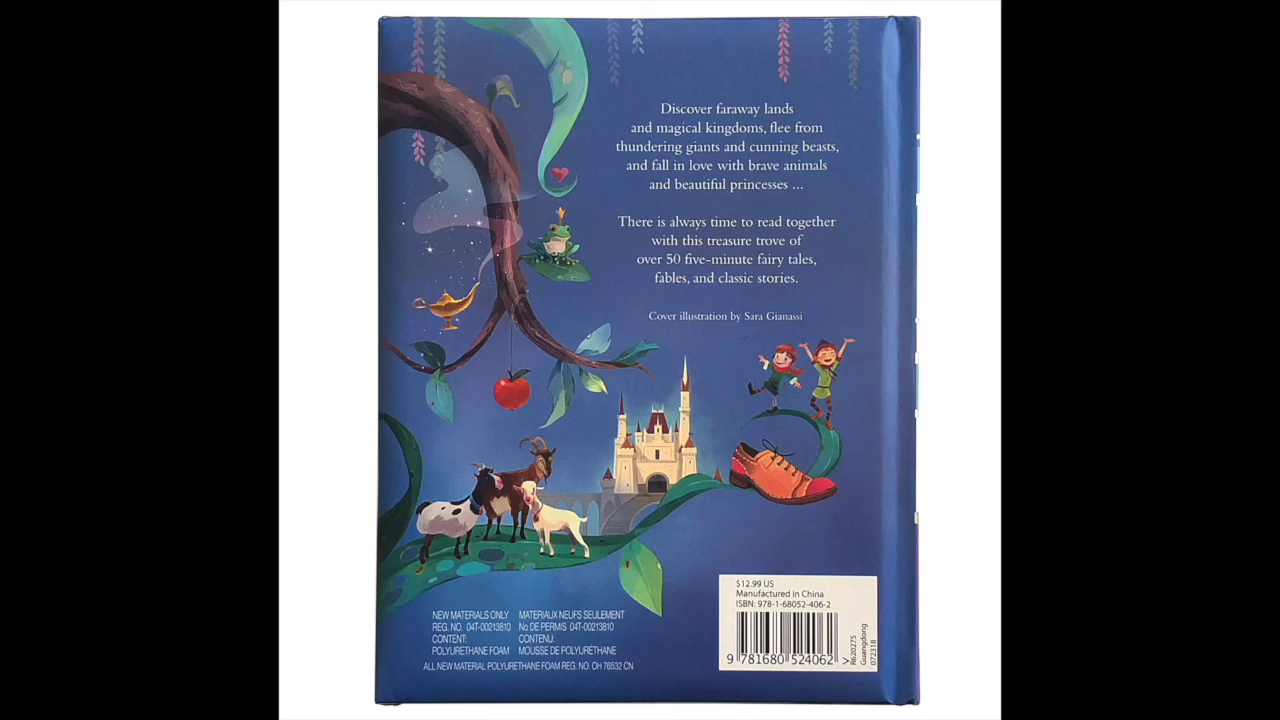 Discover faraway lands
and magical kingdoms, flee from
thundering giants and cunning beasts,
and fall in love with brave animals
and beautiful princesses ...
There is always time to read together
with this treasure trove of
over 50 five-minute fairy tales,
fables, and classic stories.
Cover illustration by Sara Gianassi
NEW MATERIALS ONLY
REG. NO. 04T-00213810
CONTENT:
POLYURETHANE FOAM
MATERIAUX NEUFS SEULEMENT
No DE PERMIS 04T-00213810
CONTENU:
MOUSSE DE POLYURÉTHANE
ALL NEW MATERIAL POLYURETHANE FOAM REG. NO. OH 76532 CN
$12.99 US
Manufactured in China
ISBN: 978-1-68052-406-2
9 781680 524062 >
R620275
Guangdong
072318